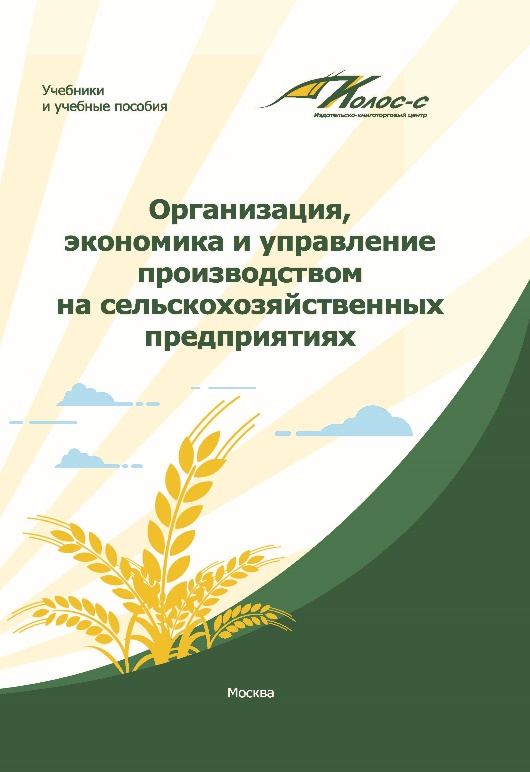 Учебники
и учебные пособия
Колос-с
Издательско-книготорговый центр
Организация,
экономика и управление
производством
на сельскохозяйственных
предприятиях
Москва